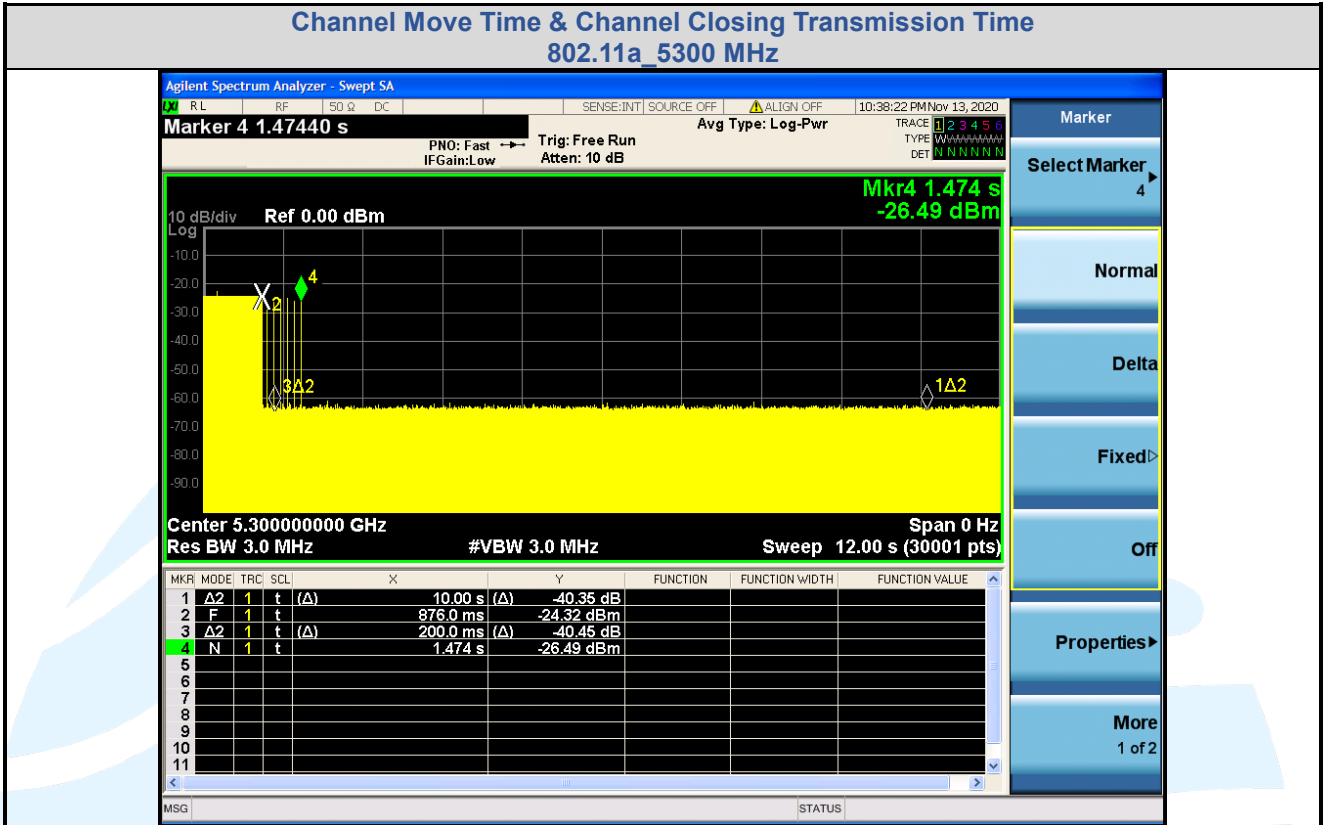 Channel Move Time & Channel Closing Transmission Time
802.11a_5300 MHz
Agilent Spectrum Analyzer - Swept SA
LXI RL RF 50 Ω DC SENSE:INT SOURCE OFF ALIGN OFF 10:38:22 PM Nov 13, 2020
Marker 4 1.47440 s
PNO: Fast
IFGain:Low
Trig: Free Run
Atten: 10 dB
Avg Type: Log-Pwr
TRACE 1 2 3 4 5 6
TYPE WWWWWW
DET N N N N N N
Mkr4 1.474 s
-26.49 dBm
10 dB/div Ref 0.00 dBm
Log
-10.0
-20.0
-30.0
-40.0
-50.0
-60.0
-70.0
-80.0
-90.0
4
2
3Δ2
1Δ2
Center 5.300000000 GHz Span 0 Hz
Res BW 3.0 MHz #VBW 3.0 MHz Sweep 12.00 s (30001 pts)
MKR MODE TRC SCL X Y FUNCTION FUNCTION WIDTH FUNCTION VALUE
1 Δ2 1 t (Δ) 10.00 s (Δ) -40.35 dB
2 F 1 t 876.0 ms -24.32 dBm
3 Δ2 1 t (Δ) 200.0 ms (Δ) -40.45 dB
4 N 1 t 1.474 s -26.49 dBm
5
6
7
8
9
10
11
MSG STATUS
Marker
Select Marker
4
Normal
Delta
Fixed
Off
Properties
More
1 of 2